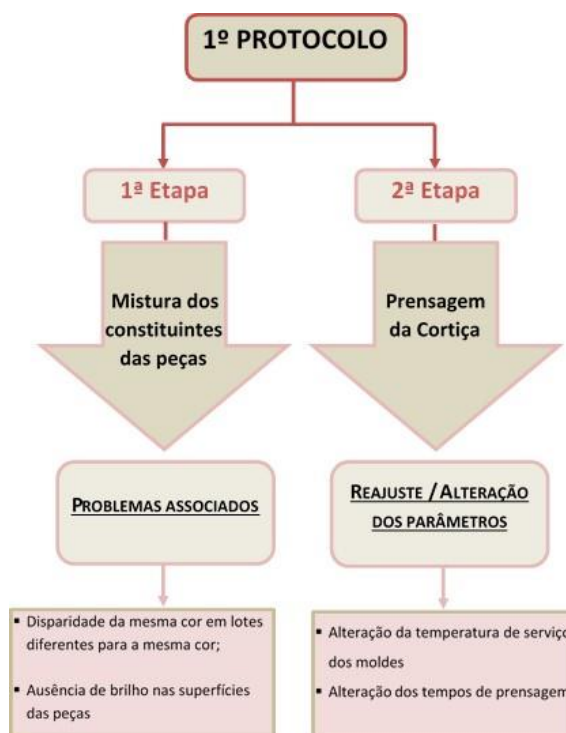 1º PROTOCOLO
1ª Etapa
Mistura dos
constituintes
das peças
PROBLEMAS ASSOCIADOS
▪ Disparidade da mesma cor em lotes
diferentes para a mesma cor;
▪ Ausência de brilho nas superfícies
das peças
2ª Etapa
Prensagem
da Cortiça
REAJUSTE / ALTERAÇÃO
DOS PARÂMETROS
▪ Alteração da temperatura de serviço
dos moldes
▪ Alteração dos tempos de prensagem